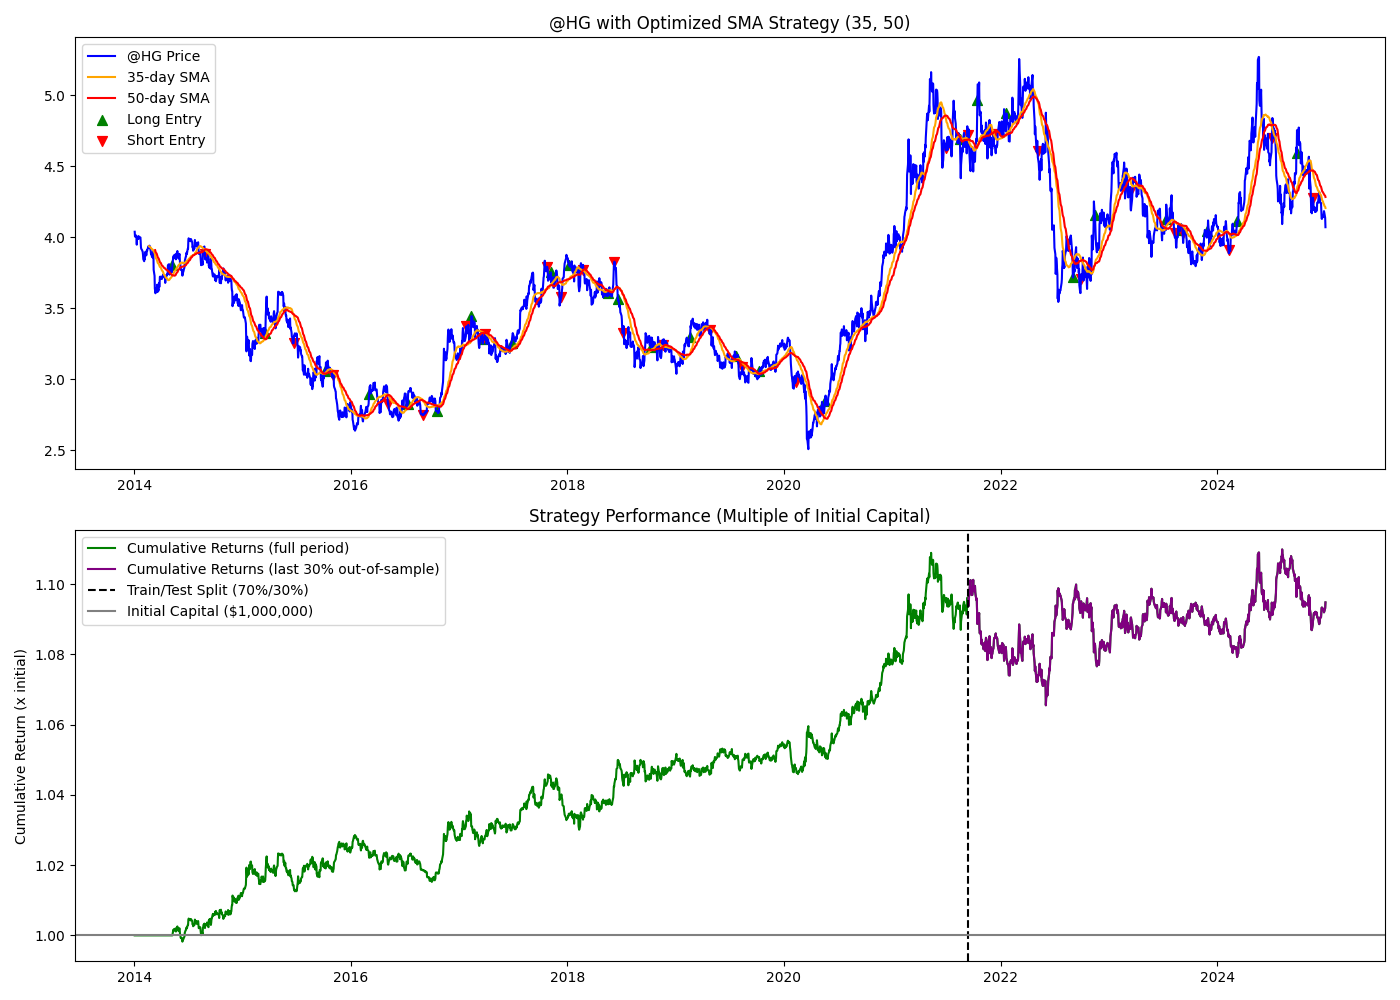 @HG with Optimized SMA Strategy (35, 50)
@HG Price
35-day SMA
50-day SMA
Long Entry
Short Entry
5.0
4.5
4.0
3.5
3.0
2.5
2014 2016 2018 2020 2022 2024
Strategy Performance (Multiple of Initial Capital)
Cumulative Returns (full period)
Cumulative Returns (last 30% out-of-sample)
Train/Test Split (70%/30%)
Initial Capital ($1,000,000)
Cumulative Return (x initial)
1.10
1.08
1.06
1.04
1.02
1.00
2014 2016 2018 2020 2022 2024